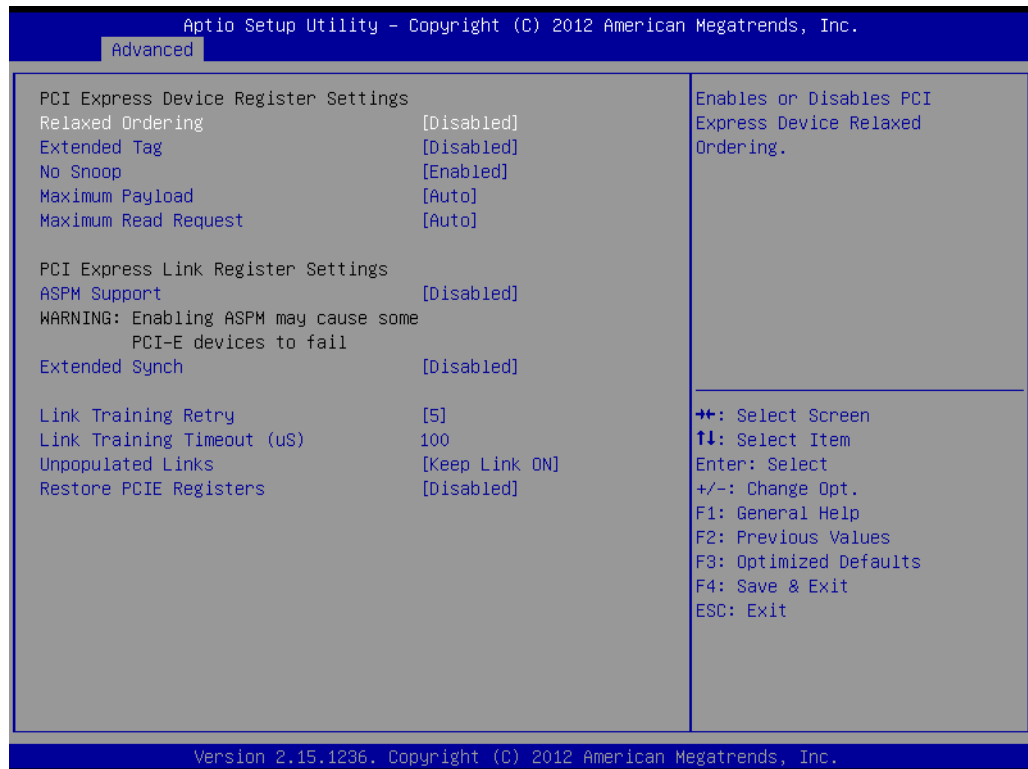 Aptio Setup Utility – Copyright (C) 2012 American Megatrends, Inc.
Advanced
PCI Express Device Register Settings
Relaxed Ordering [Disabled]
Extended Tag [Disabled]
No Snoop [Enabled]
Maximum Payload [Auto]
Maximum Read Request [Auto]
PCI Express Link Register Settings
ASPM Support [Disabled]
WARNING: Enabling ASPM may cause some
PCI-E devices to fail
Extended Synch [Disabled]
Link Training Retry [5]
Link Training Timeout (uS) 100
Unpopulated Links [Keep Link ON]
Restore PCIE Registers [Disabled]
Enables or Disables PCI
Express Device Relaxed
Ordering.
→←: Select Screen
↑↓: Select Item
Enter: Select
+/-: Change Opt.
F1: General Help
F2: Previous Values
F3: Optimized Defaults
F4: Save & Exit
ESC: Exit
Version 2.15.1236. Copyright (C) 2012 American Megatrends, Inc.